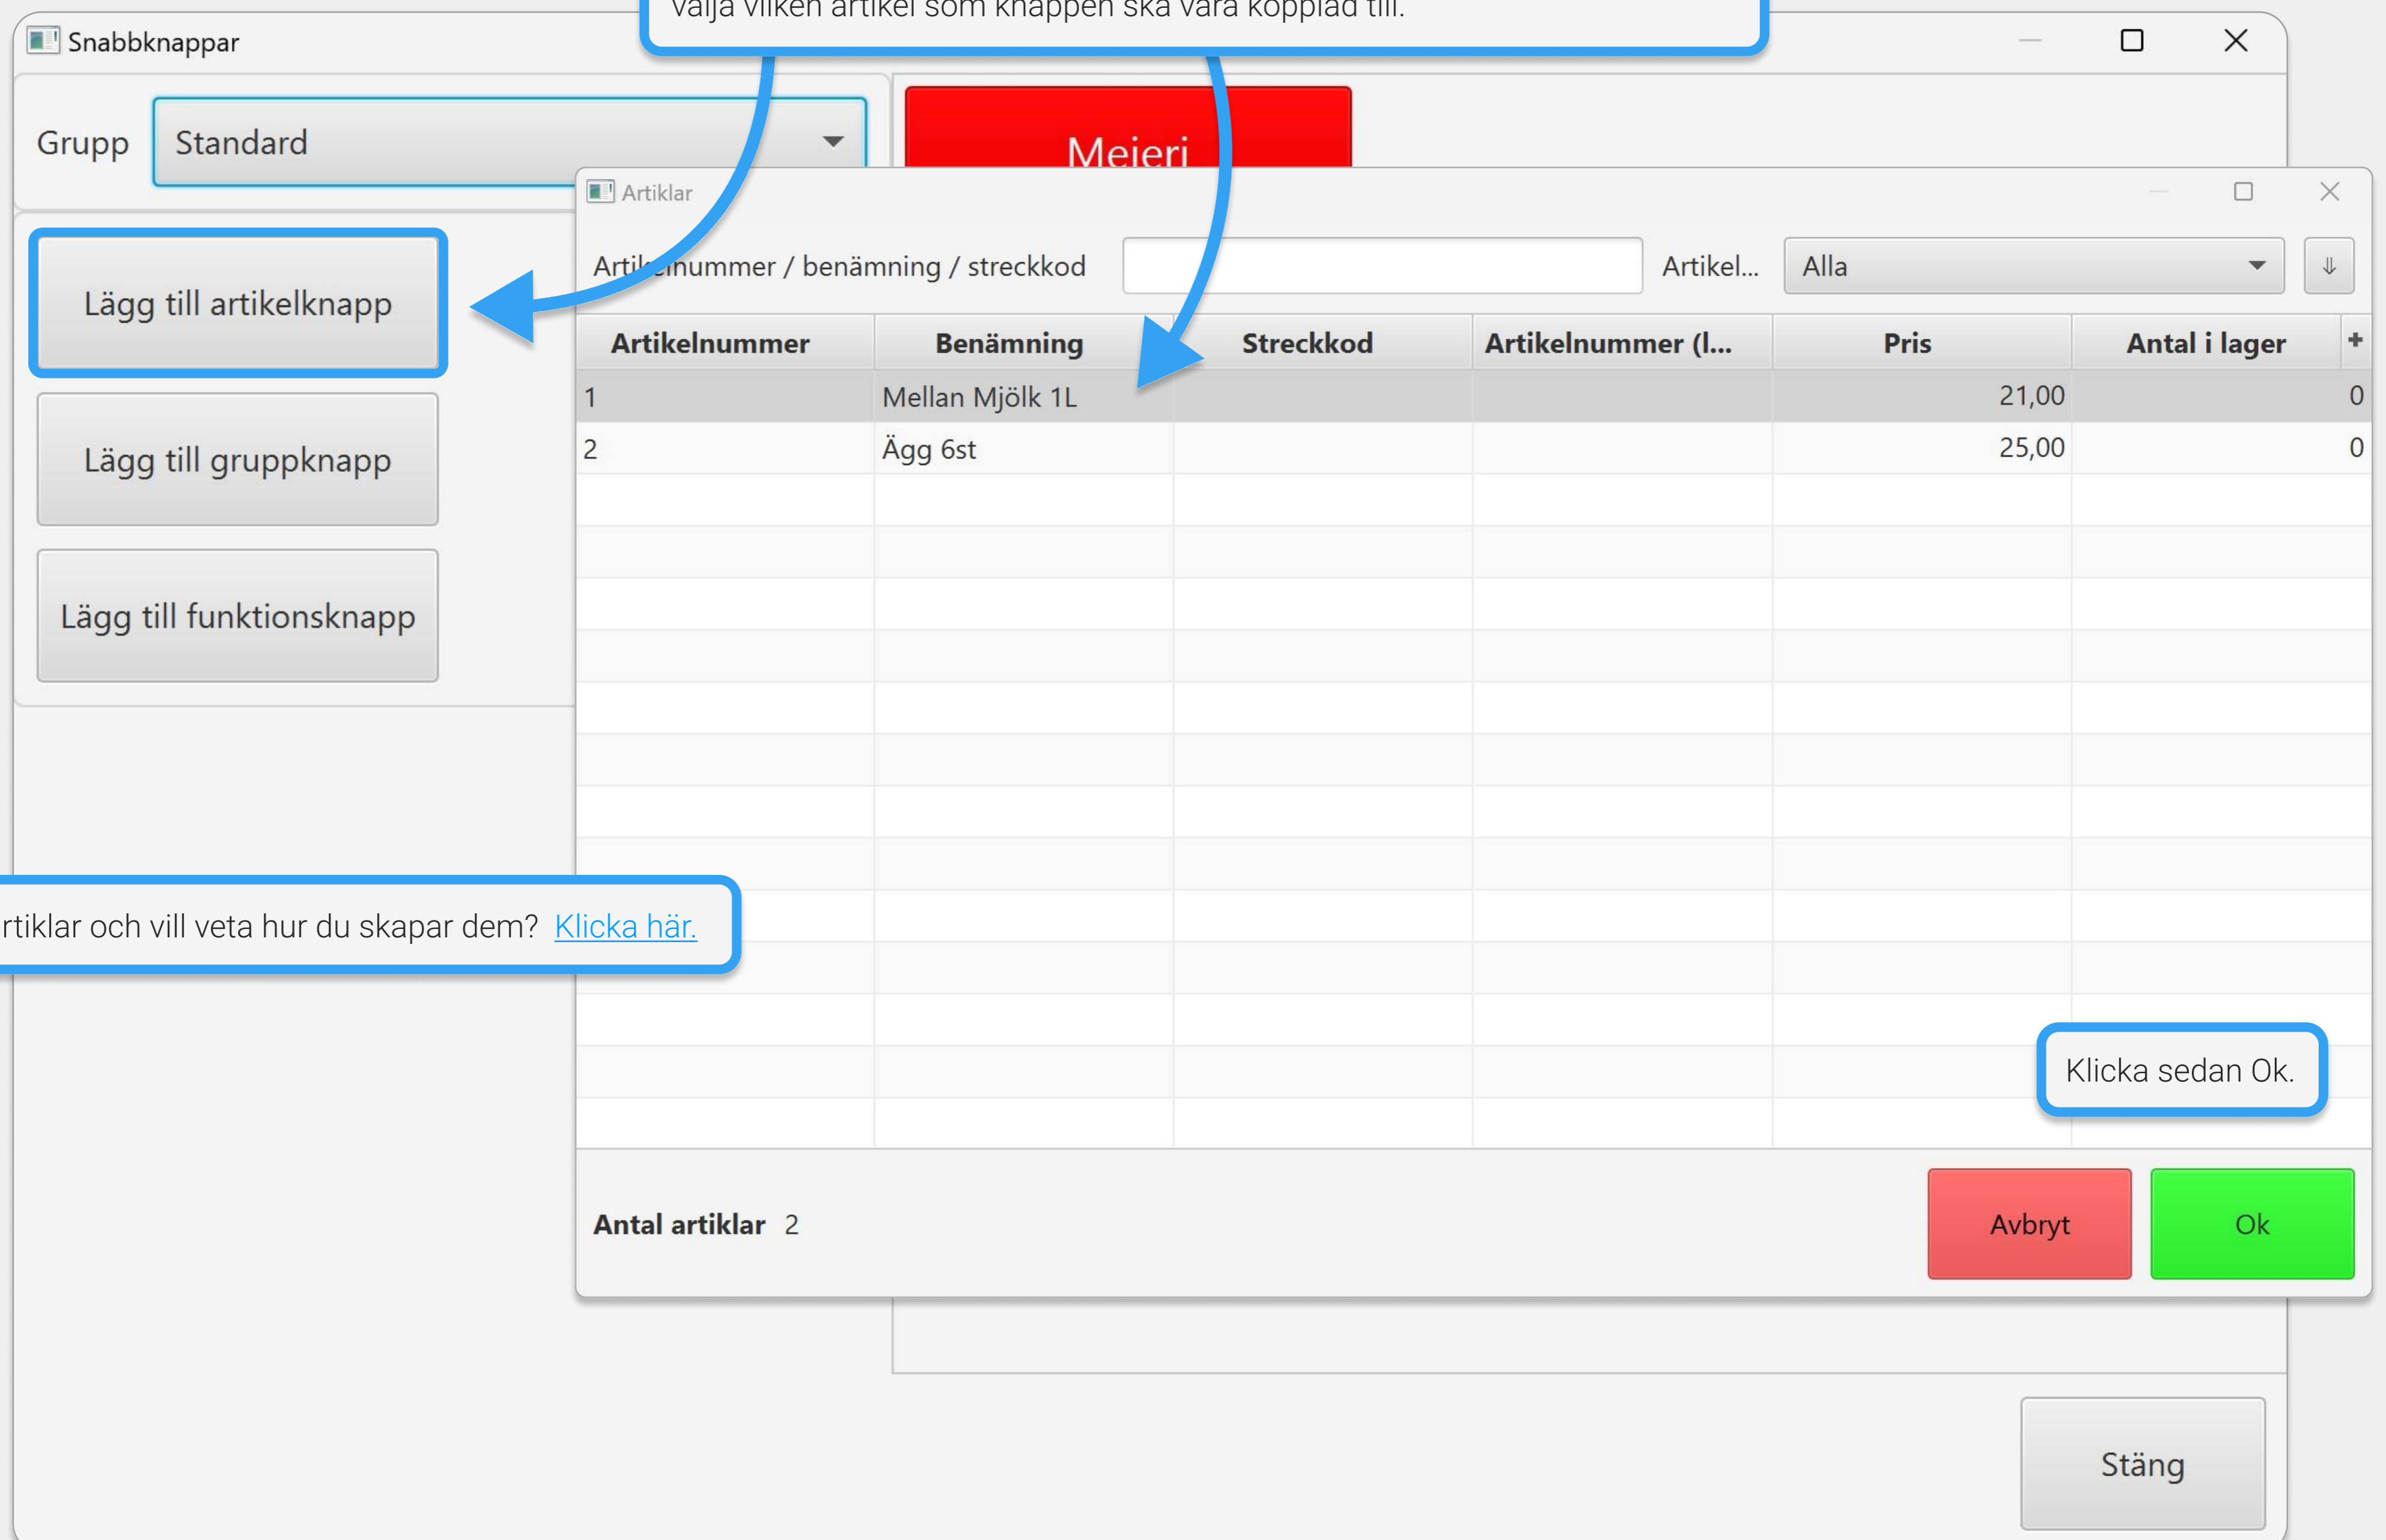 välja vilken artikel som knappen ska vara kopplad till.
Snabbknappar
Grupp Standard
Mejeri
Artiklar
Artikelnummer / benämning / streckkod Artikel... Alla
Lägg till artikelknapp
Artikelnummer Benämning Streckkod Artikelnummer (l... Pris Antal i lager +
1 Mellan Mjölk 1L 21,00 0
2 Ägg 6st 25,00 0
Lägg till gruppknapp
Lägg till funktionsknapp
rtiklar och vill veta hur du skapar dem? Klicka här.
Klicka sedan Ok.
Antal artiklar 2
Avbryt
Ok
Stäng